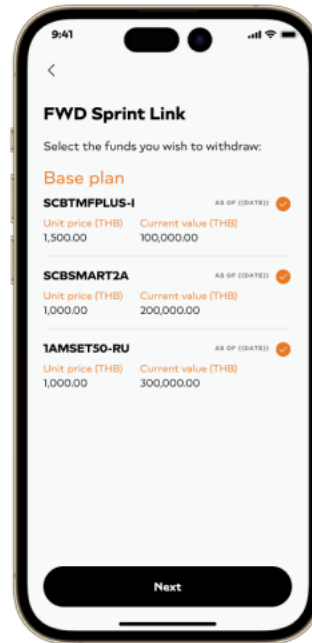 9:41
FWD Sprint Link
Select the funds you wish to withdraw:
Base plan
SCBTMFPLUS-I AS OF ((DATE))
Unit price (THB) Current value (THB)
1,500.00 100,000.00
SCBSMART2A AS OF ((DATE))
Unit price (THB) Current value (THB)
1,000.00 200,000.00
1AMSET50-RU AS OF ((DATE))
Unit price (THB) Current value (THB)
1,000.00 300,000.00
Next